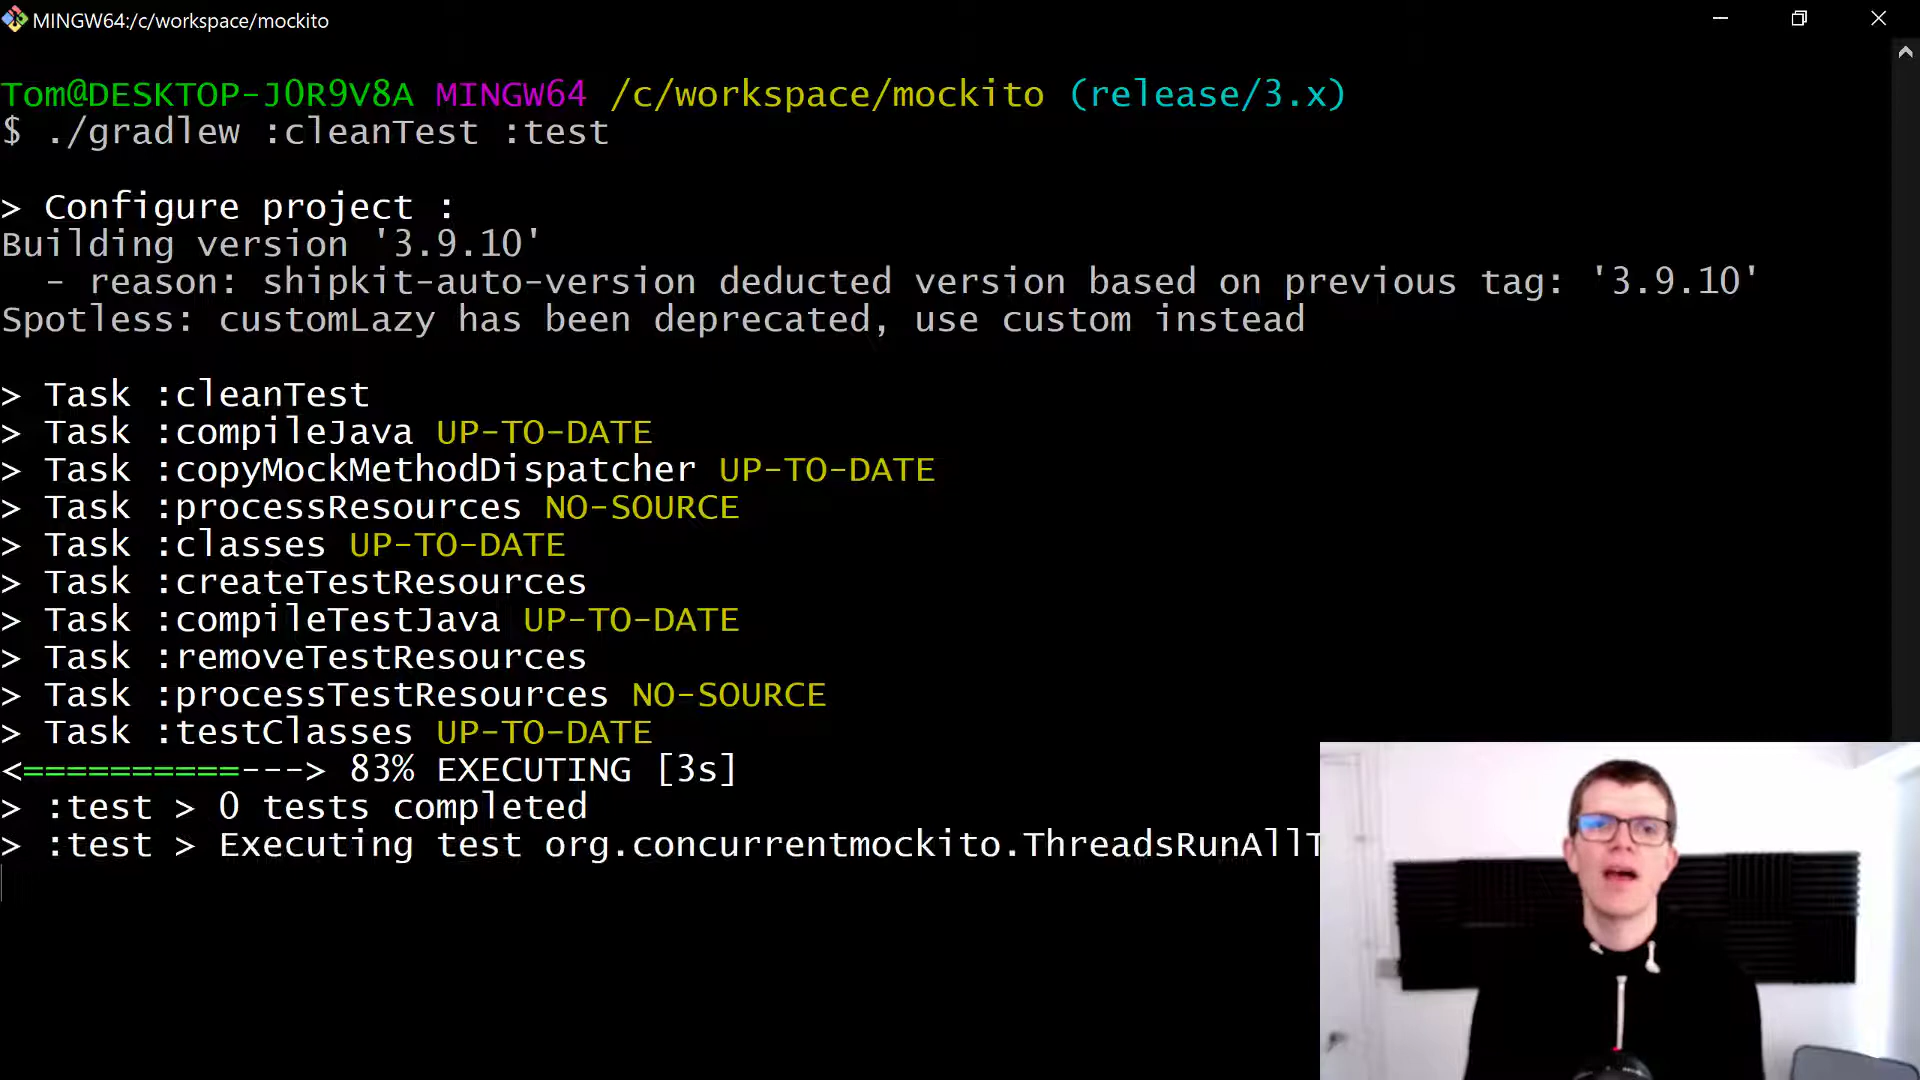 MINGW64:/c/workspace/mockito
Tom@DESKTOP-J0R9V8A MINGW64 /c/workspace/mockito (release/3.x)
$ ./gradlew :cleanTest :test
> Configure project :
Building version '3.9.10'
- reason: shipkit-auto-version deducted version based on previous tag: '3.9.10'
Spotless: customLazy has been deprecated, use custom instead
> Task :cleanTest
> Task :compileJava UP-TO-DATE
> Task :copyMockMethodDispatcher UP-TO-DATE
> Task :processResources NO-SOURCE
> Task :classes UP-TO-DATE
> Task :createTestResources
> Task :compileTestJava UP-TO-DATE
> Task :removeTestResources
> Task :processTestResources NO-SOURCE
> Task :testClasses UP-TO-DATE
<==========---> 83% EXECUTING [3s]
> :test > 0 tests completed
> :test > Executing test org.concurrentmockito.ThreadsRunAllT